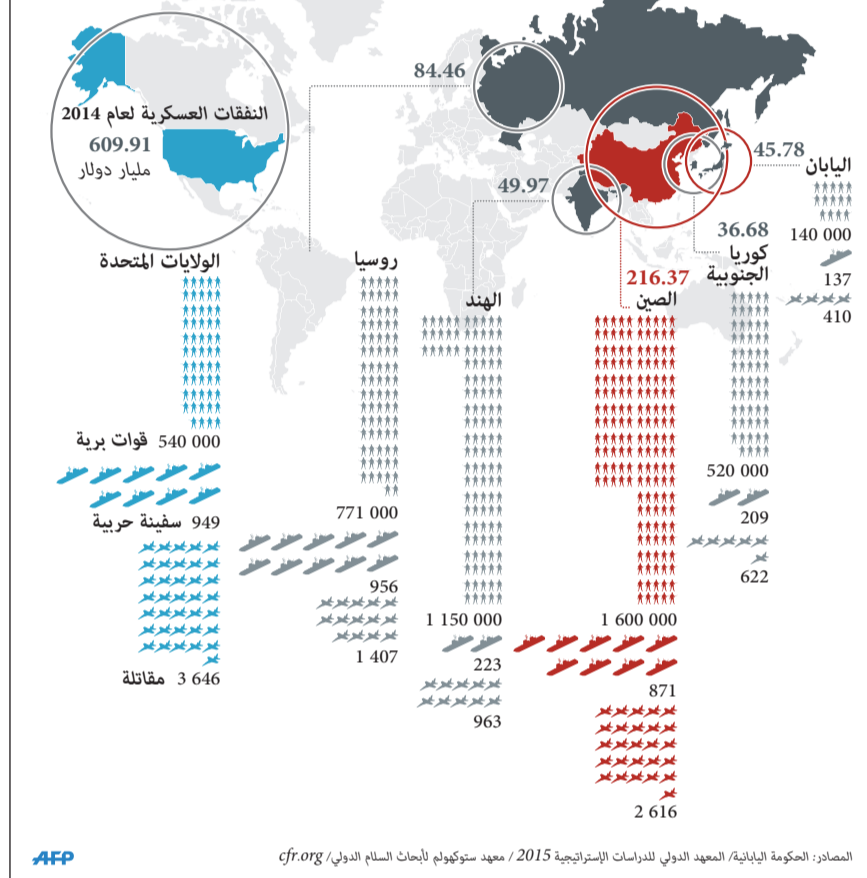 النفقات العسكرية لعام 2014
609.91
مليار دولار
84.46
49.97
45.78
36.68
216.37
الولايات المتحدة
540 000 قوات برية
949 سفينة حربية
3 646 مقاتلة
روسيا
771 000
956
1 407
الهند
1 150 000
223
963
الصين
1 600 000
871
2 616
كوريا
الجنوبية
520 000
209
622
اليابان
140 000
137
410
المصادر: الحكومة اليابانية/ المعهد الدولي للدراسات الإستراتيجية 2015 / معهد ستوكهولم لأبحاث السلام الدولي/ cfr.org
AFP